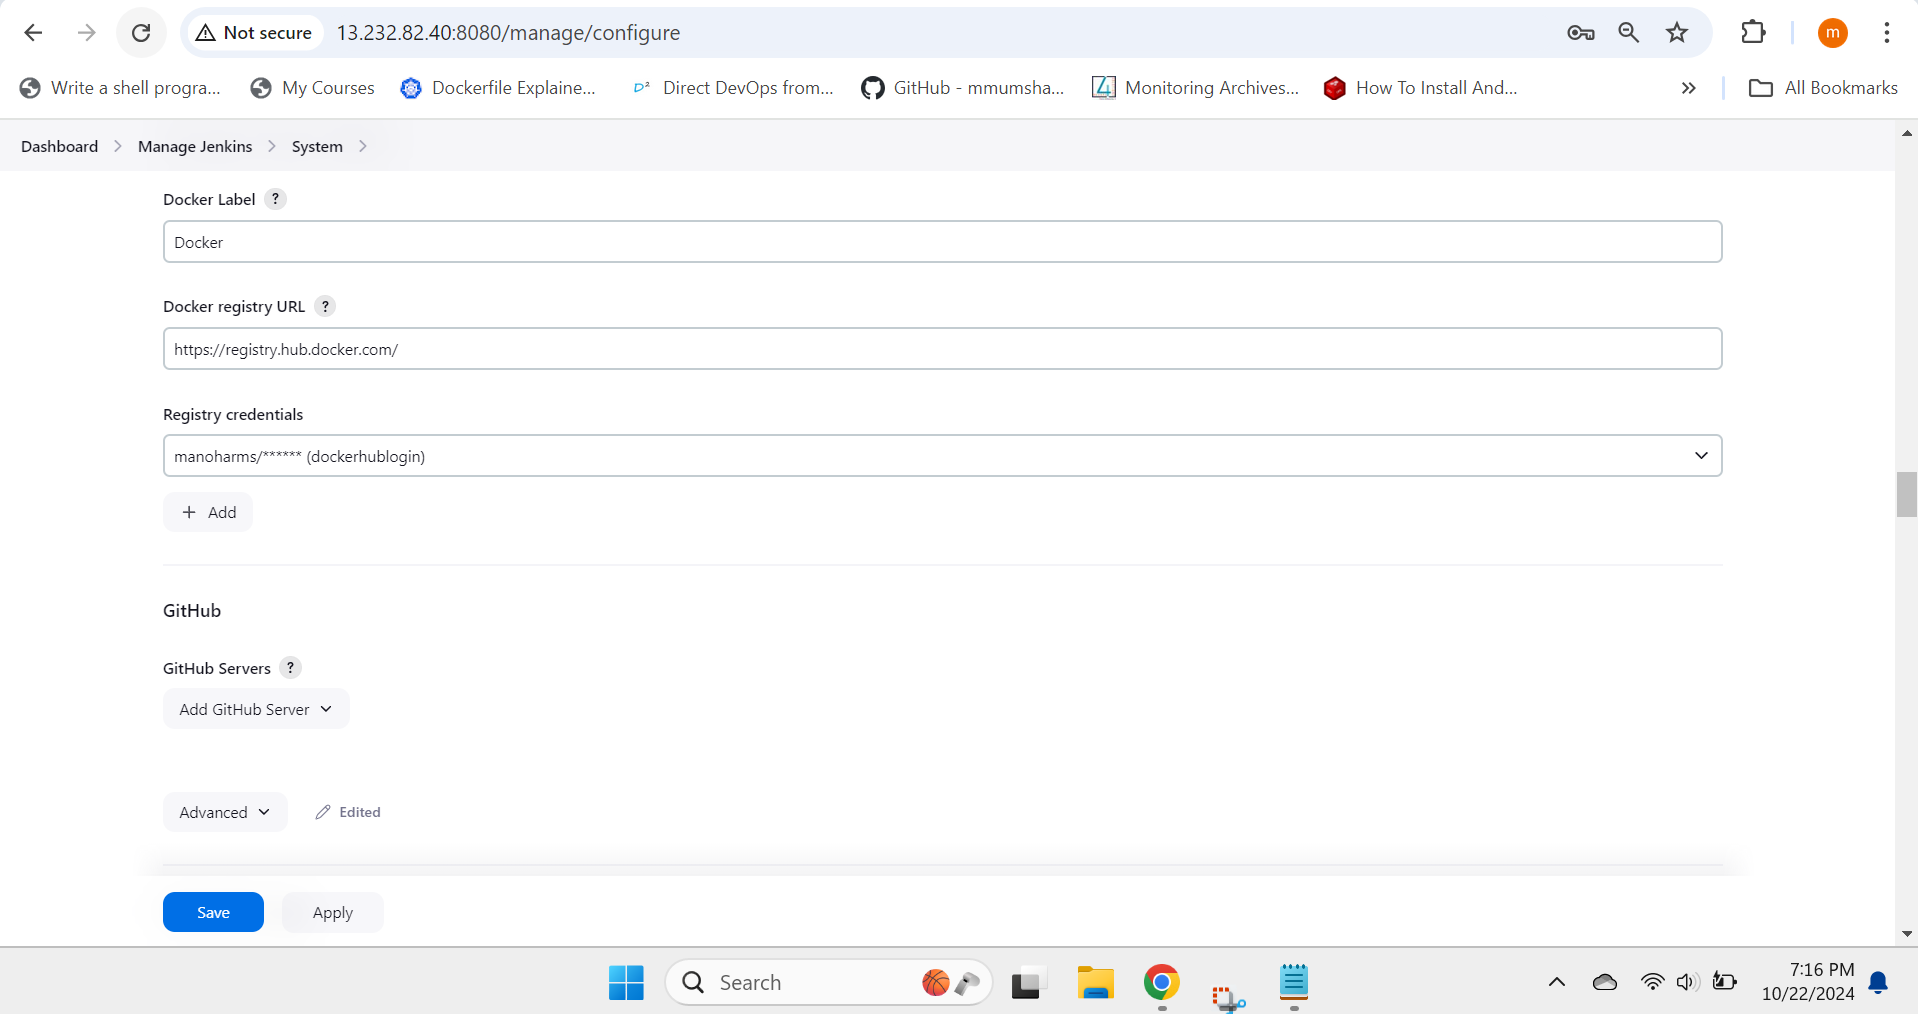 Not secure 13.232.82.40:8080/manage/configure m
Write a shell progra... My Courses Dockerfile Explaine... D² Direct DevOps from... GitHub - mmumsha... Monitoring Archives... How To Install And... » All Bookmarks
Dashboard > Manage Jenkins > System >
Docker Label ?
Docker
Docker registry URL ?
https://registry.hub.docker.com/
Registry credentials
manoharms/****** (dockerhublogin)
+ Add
GitHub
GitHub Servers ?
Add GitHub Server
Advanced Edited
Save Apply
Search
7:16 PM
10/22/2024